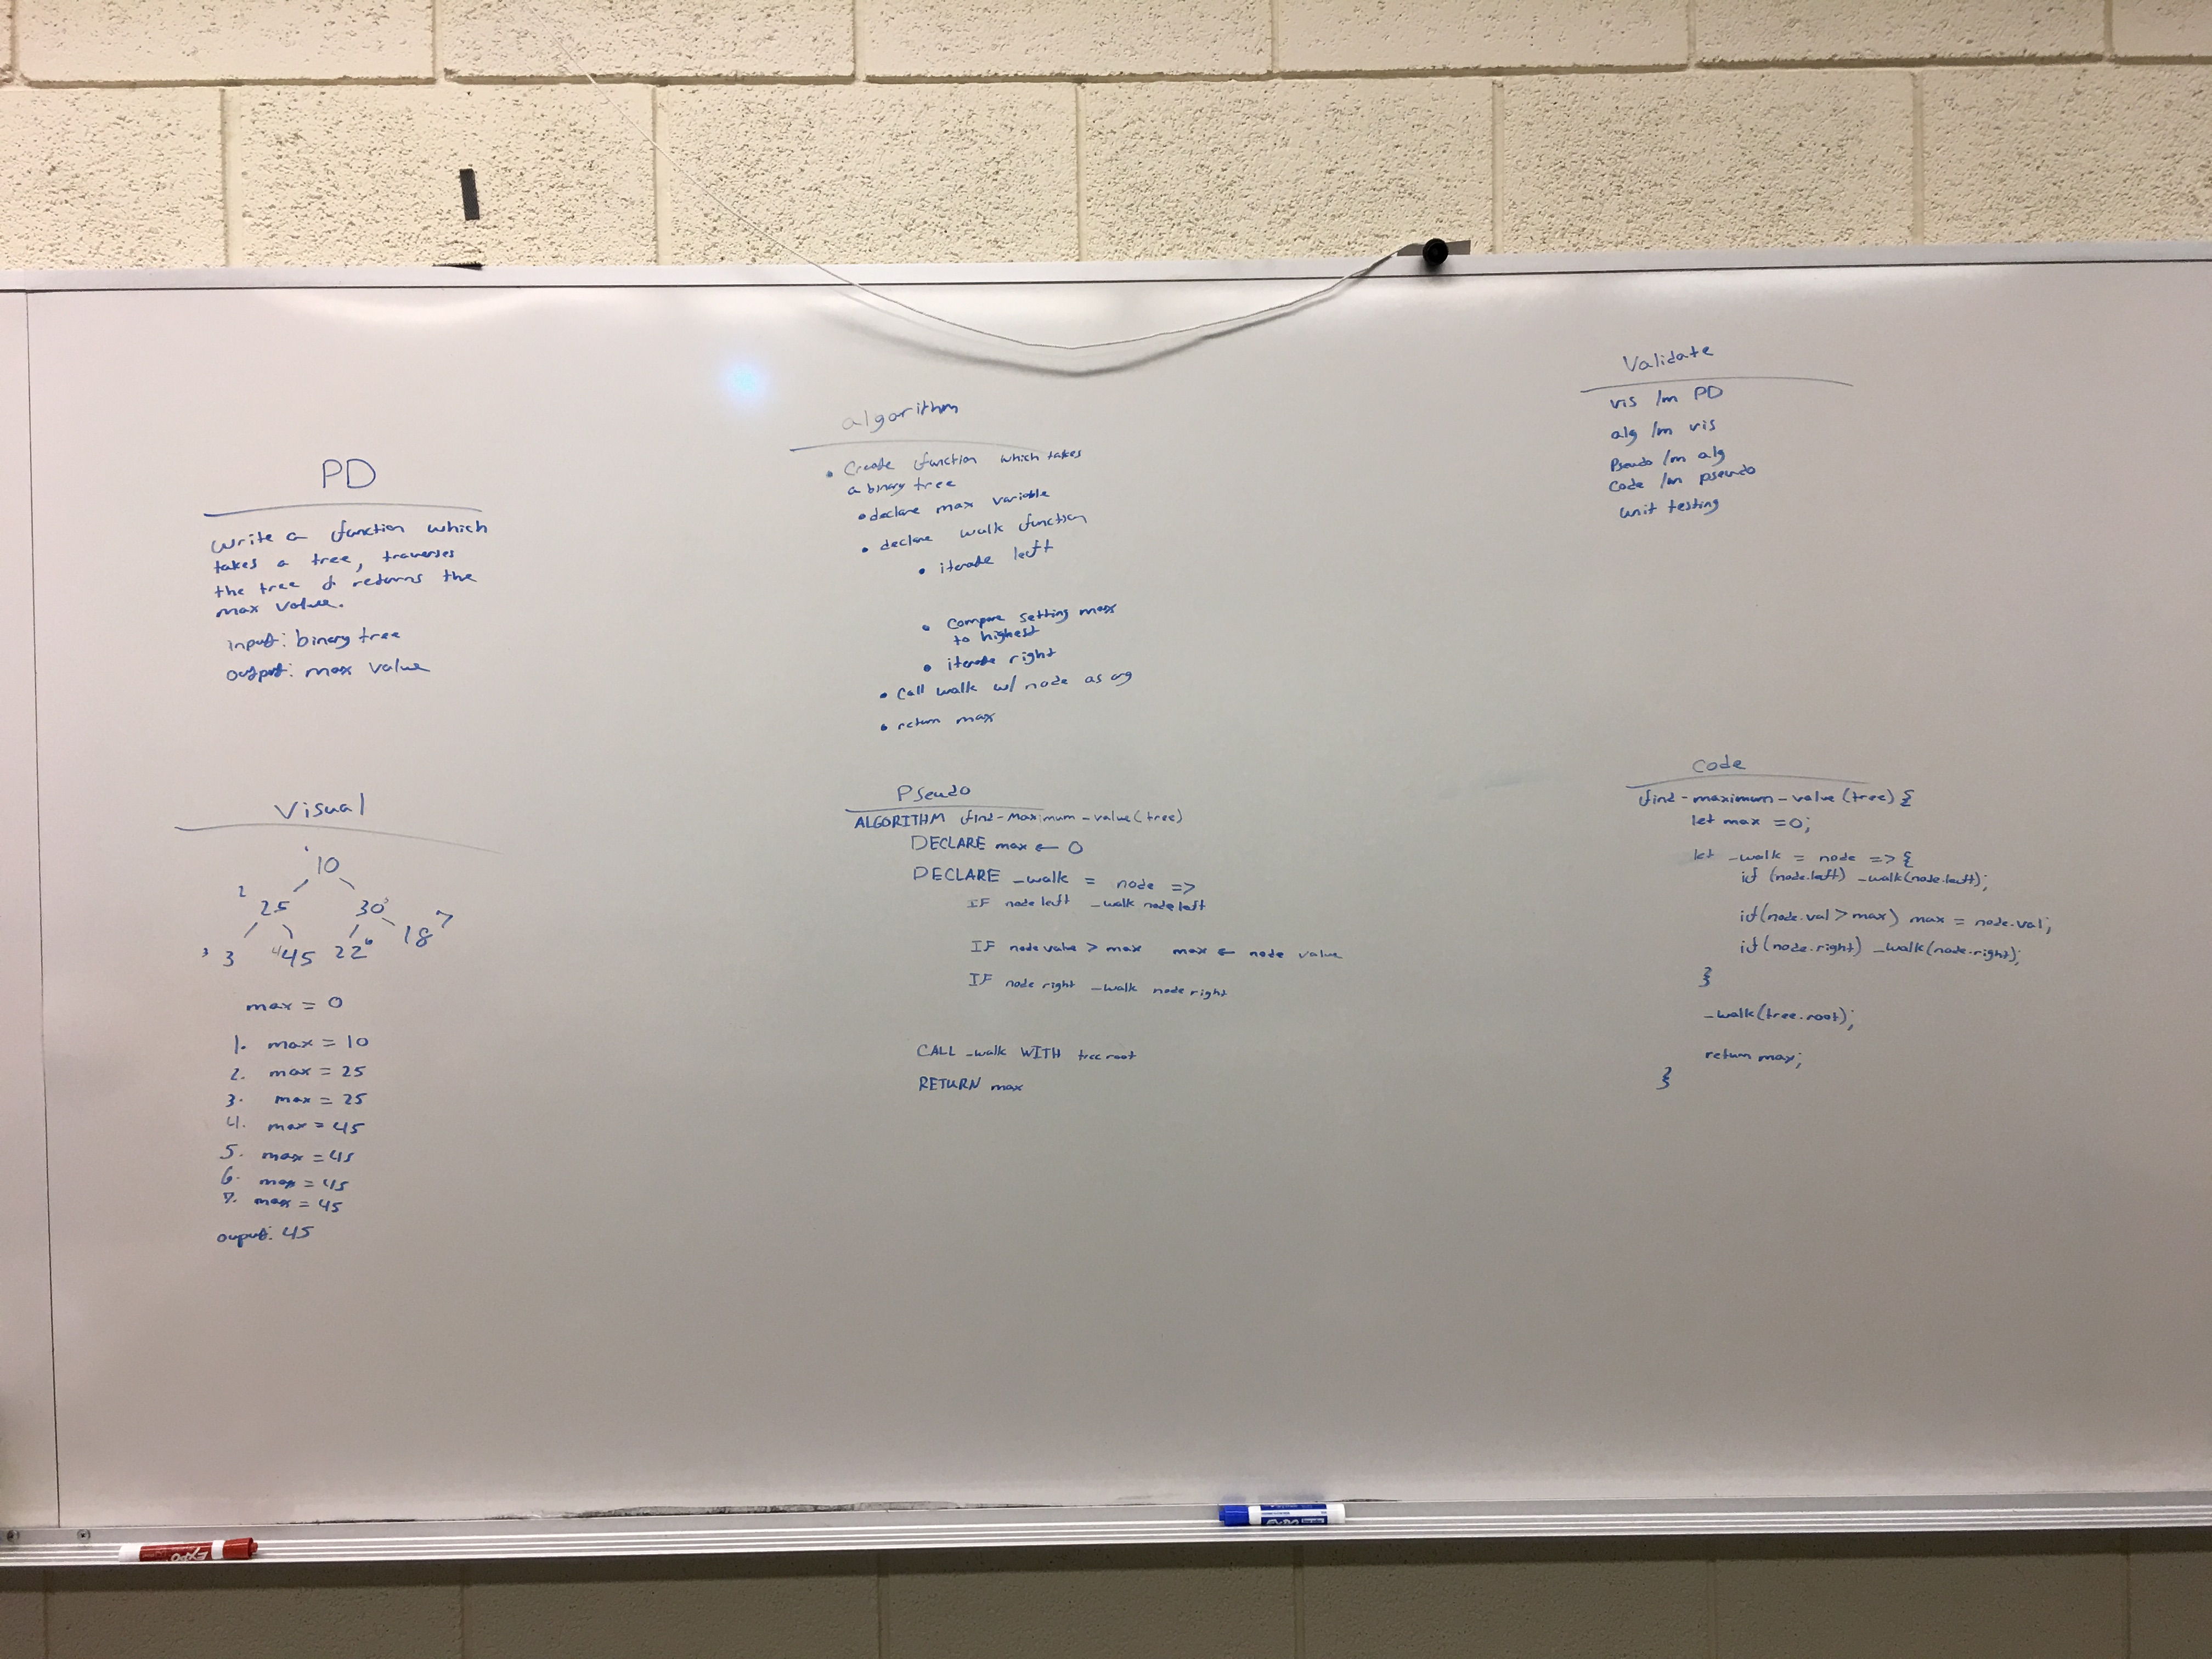 PD
Write a function which
takes a tree, traverses
the tree & returns the
max value.
input: binary tree
output: max value
Visual
1
10
2
25
30
5
3
3
4
45
22
6
18
7
max = 0
1. max = 10
2. max = 25
3. max = 25
4. max = 45
5. max = 45
6. max = 45
7. max = 45
ouput: 45
algorithm
• Create function which takes
a binary tree
• declare max variable
• declare walk function
• iterate left
• Compare setting max
to highest
• iterate right
• Call walk w/ node as arg
• return max
Pseudo
ALGORITHM find-maximum-value(tree)
DECLARE max ← 0
DECLARE _walk = node =>
IF node left _walk node left
IF node value > max max ← node value
IF node right _walk node right
CALL _walk WITH tree root
RETURN max
Validate
vis /m PD
alg /m vis
Pseudo /m alg
code /m pseudo
unit testing
Code
find-maximum-value(tree) {
let max = 0;
let _walk = node => {
if (node.left) _walk(node.left);
if(node.val > max) max = node.val;
if(node.right) _walk(node.right);
}
_walk(tree.root);
return max;
}
EXPO
EXPO